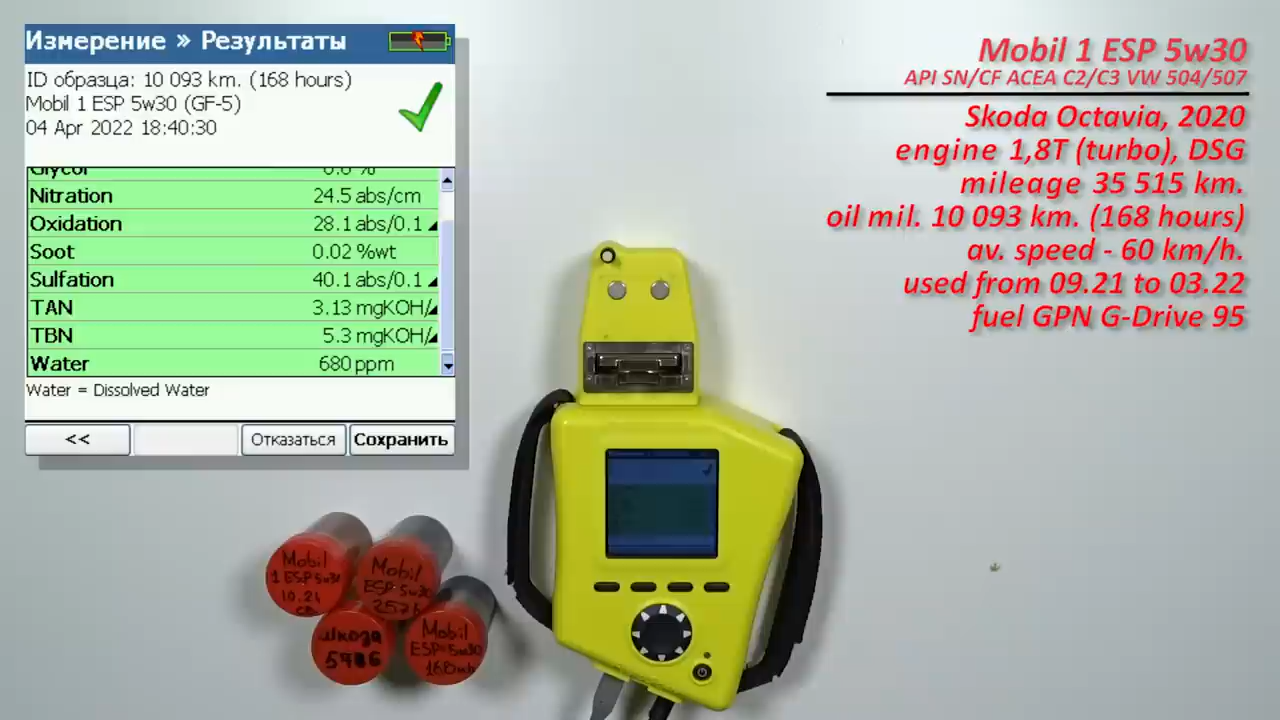 Измерение » Результаты
ID образца: 10 093 km. (168 hours)
Mobil 1 ESP 5w30 (GF-5)
04 Apr 2022 18:40:30
Glycol 0.0 %
Nitration 24.5 abs/cm
Oxidation 28.1 abs/0.1
Soot 0.02 %wt
Sulfation 40.1 abs/0.1
TAN 3.13 mgKOH/
TBN 5.3 mgKOH/
Water 680 ppm
Water = Dissolved Water
<<
Отказаться
Сохранить
Mobil 1 ESP 5w30
API SN/CF ACEA C2/C3 VW 504/507
Skoda Octavia, 2020
engine 1,8T (turbo), DSG
mileage 35 515 km.
oil mil. 10 093 km. (168 hours)
av. speed - 60 km/h.
used from 09.21 to 03.22
fuel GPN G-Drive 95
Mobil
1 ESP 5w30
10.21
Mobil
ESP 5w30
257h
шкода
5986
Mobil
ESP 5w30
168mh